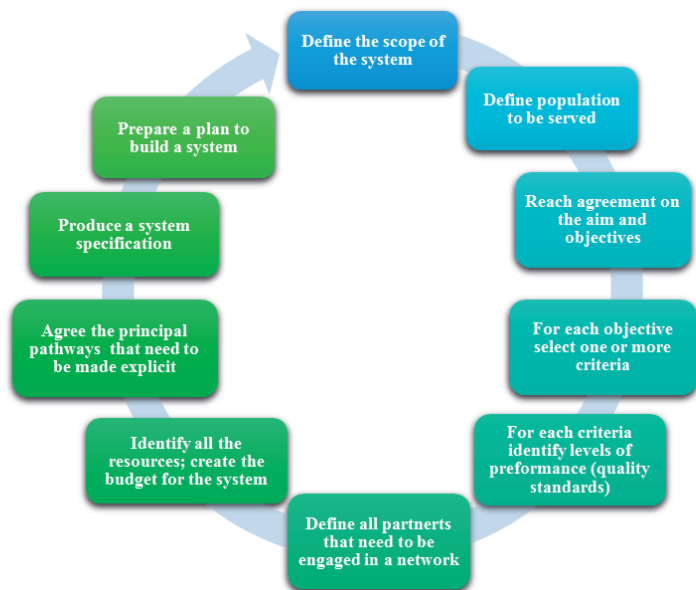 Define the scope of
the system
Define population
to be served
Reach agreement on
the aim and
objectives
For each objective
select one or more
criteria
For each criteria
identify levels of
preformance (quality
standards)
Define all partnerts
that need to be
engaged in a network
Identify all the
resources; create the
budget for the system
Agree the principal
pathways that need to
be made explicit
Produce a system
specification
Prepare a plan to
build a system